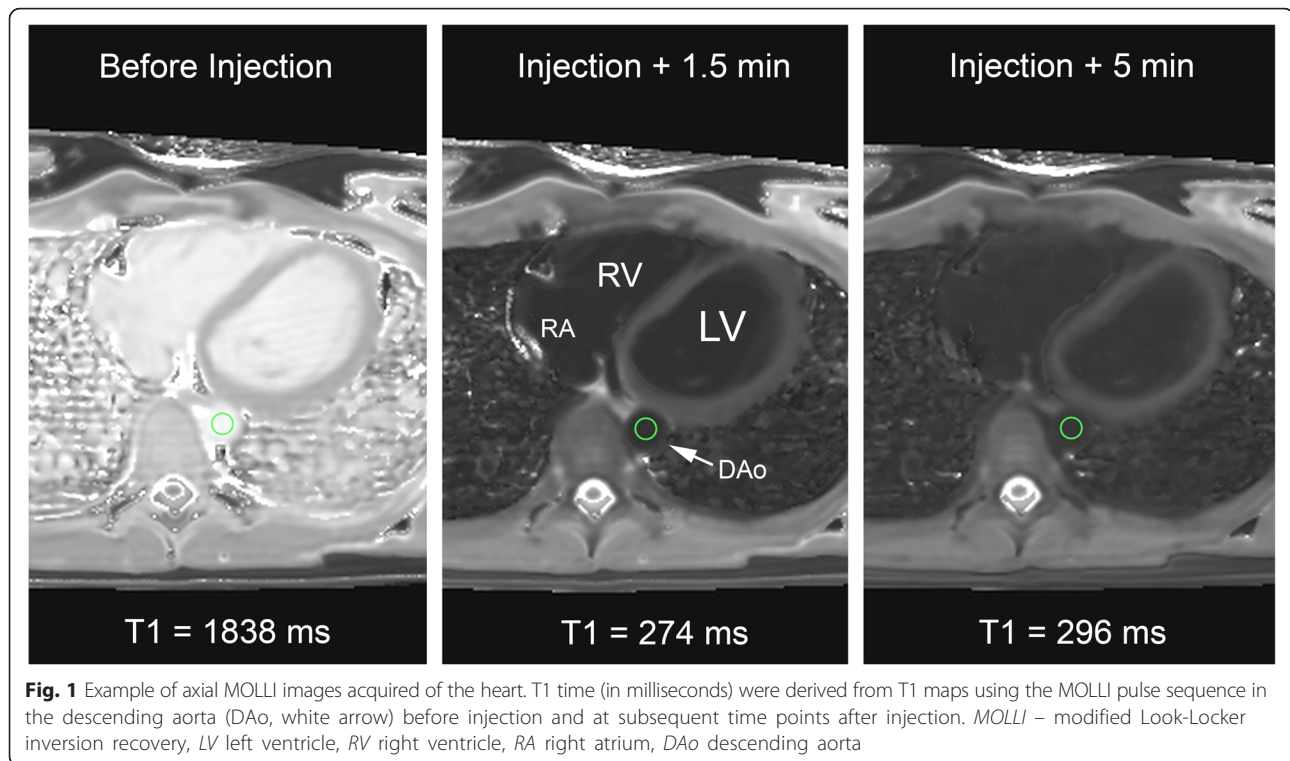 Before Injection
Injection + 1.5 min
Injection + 5 min
RV
RA
LV
DAo
T1 = 1838 ms
T1 = 274 ms
T1 = 296 ms
Fig. 1 Example of axial MOLLI images acquired of the heart. T1 time (in milliseconds) were derived from T1 maps using the MOLLI pulse sequence in
the descending aorta (DAo, white arrow) before injection and at subsequent time points after injection. MOLLI – modified Look-Locker
inversion recovery, LV left ventricle, RV right ventricle, RA right atrium, DAo descending aorta